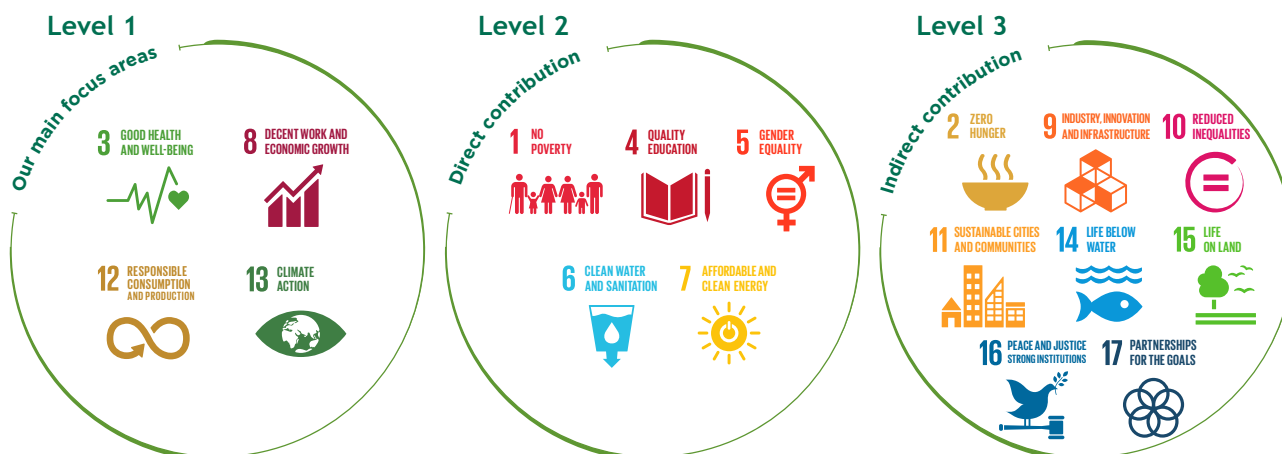 Level 1
Our main focus areas
3 GOOD HEALTH
AND WELL-BEING
8 DECENT WORK AND
ECONOMIC GROWTH
12 RESPONSIBLE
CONSUMPTION
AND PRODUCTION
13 CLIMATE
ACTION
Level 2
Direct contribution
1 NO
POVERTY
4 QUALITY
EDUCATION
5 GENDER
EQUALITY
6 CLEAN WATER
AND SANITATION
7 AFFORDABLE AND
CLEAN ENERGY
Level 3
Indirect contribution
2 ZERO
HUNGER
9 INDUSTRY, INNOVATION
AND INFRASTRUCTURE
10 REDUCED
INEQUALITIES
11 SUSTAINABLE CITIES
AND COMMUNITIES
14 LIFE BELOW
WATER
15 LIFE
ON LAND
16 PEACE AND JUSTICE
STRONG INSTITUTIONS
17 PARTNERSHIPS
FOR THE GOALS